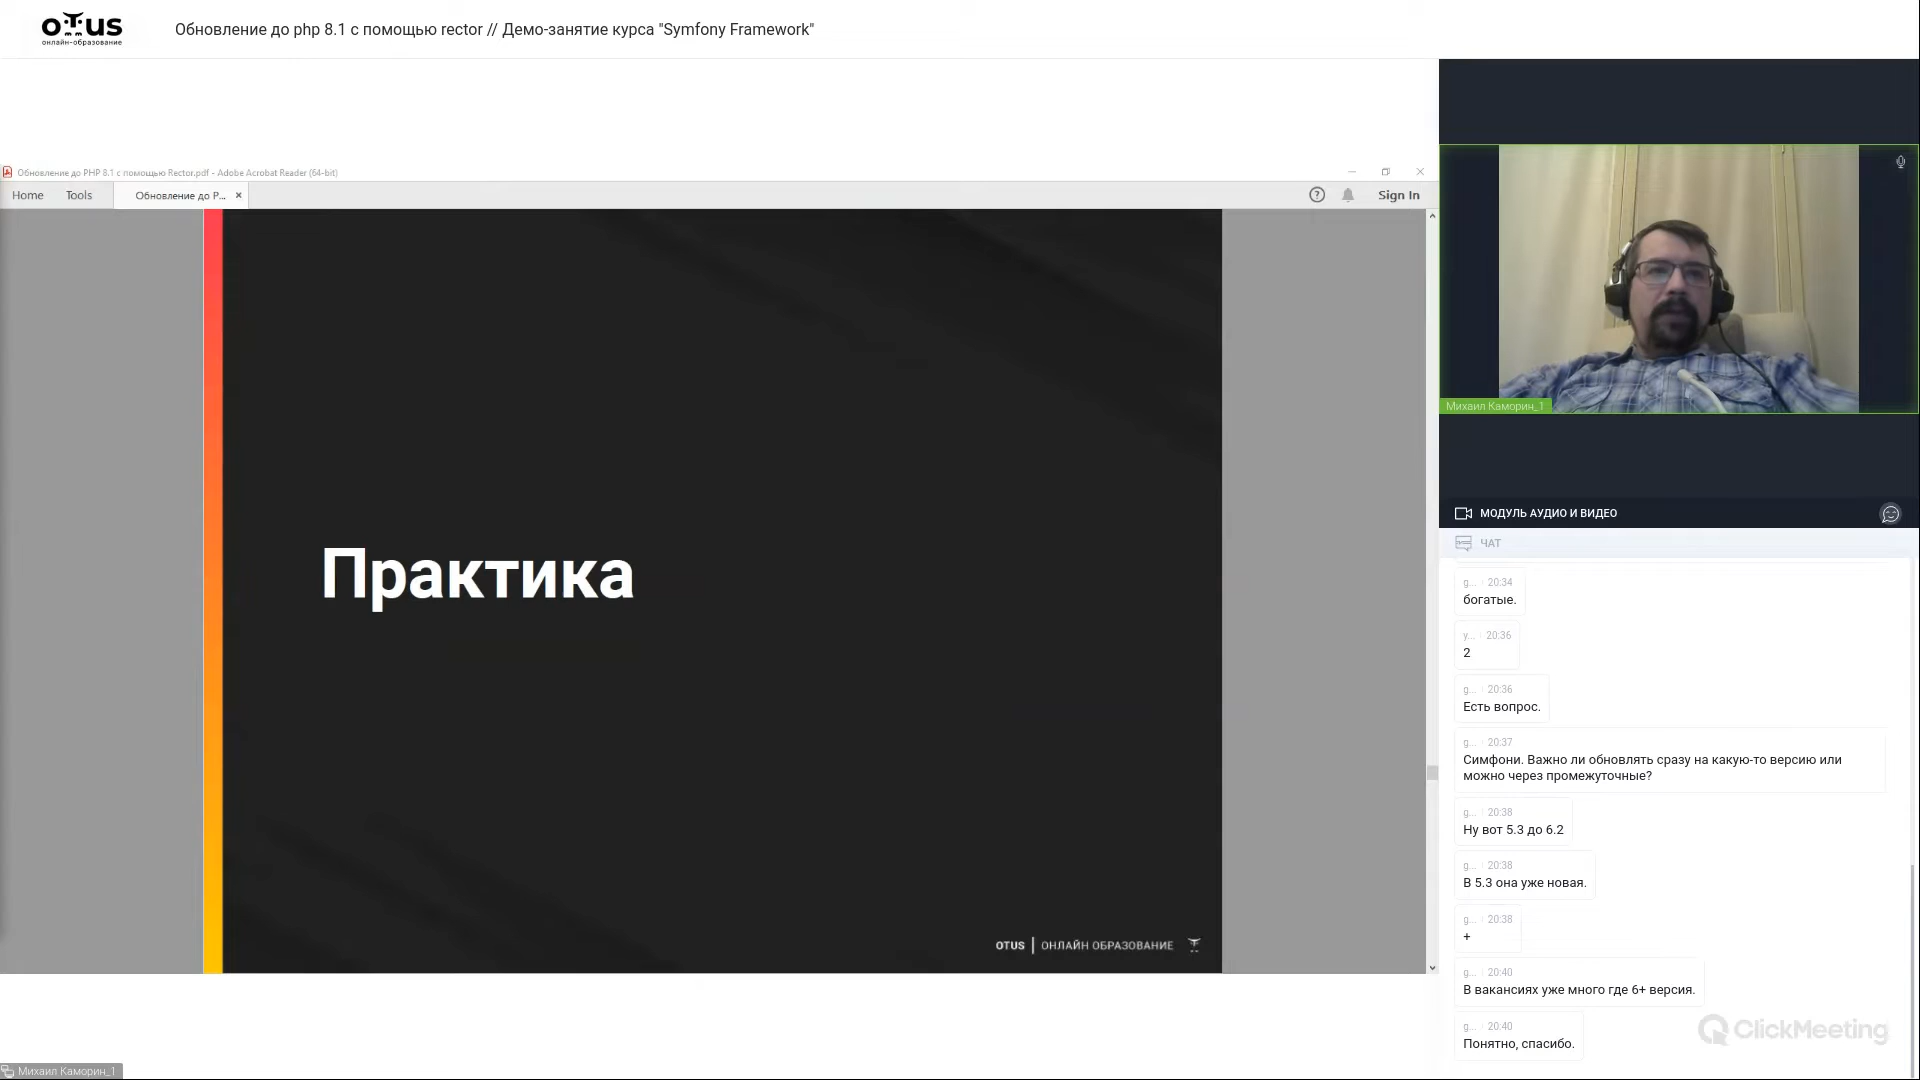 OTUS
онлайн-образование
Обновление до php 8.1 с помощью rector // Демо-занятие курса "Symfony Framework"
Обновление до PHP 8.1 с помощью Rector.pdf - Adobe Acrobat Reader (64-bit)
Home Tools Обновление до P... × Sign In
Практика
OTUS | ОНЛАЙН ОБРАЗОВАНИЕ
Михаил Каморин_1
Михаил Каморин_1
МОДУЛЬ АУДИО И ВИДЕО
ЧАТ
g... 20:34
богатые.
y... 20:36
2
g... 20:36
Есть вопрос.
g... 20:37
Симфони. Важно ли обновлять сразу на какую-то версию или
можно через промежуточные?
g... 20:38
Ну вот 5.3 до 6.2
g... 20:38
В 5.3 она уже новая.
g... 20:38
+
g... 20:40
В вакансиях уже много где 6+ версия.
g... 20:40
Понятно, спасибо.
ClickMeeting